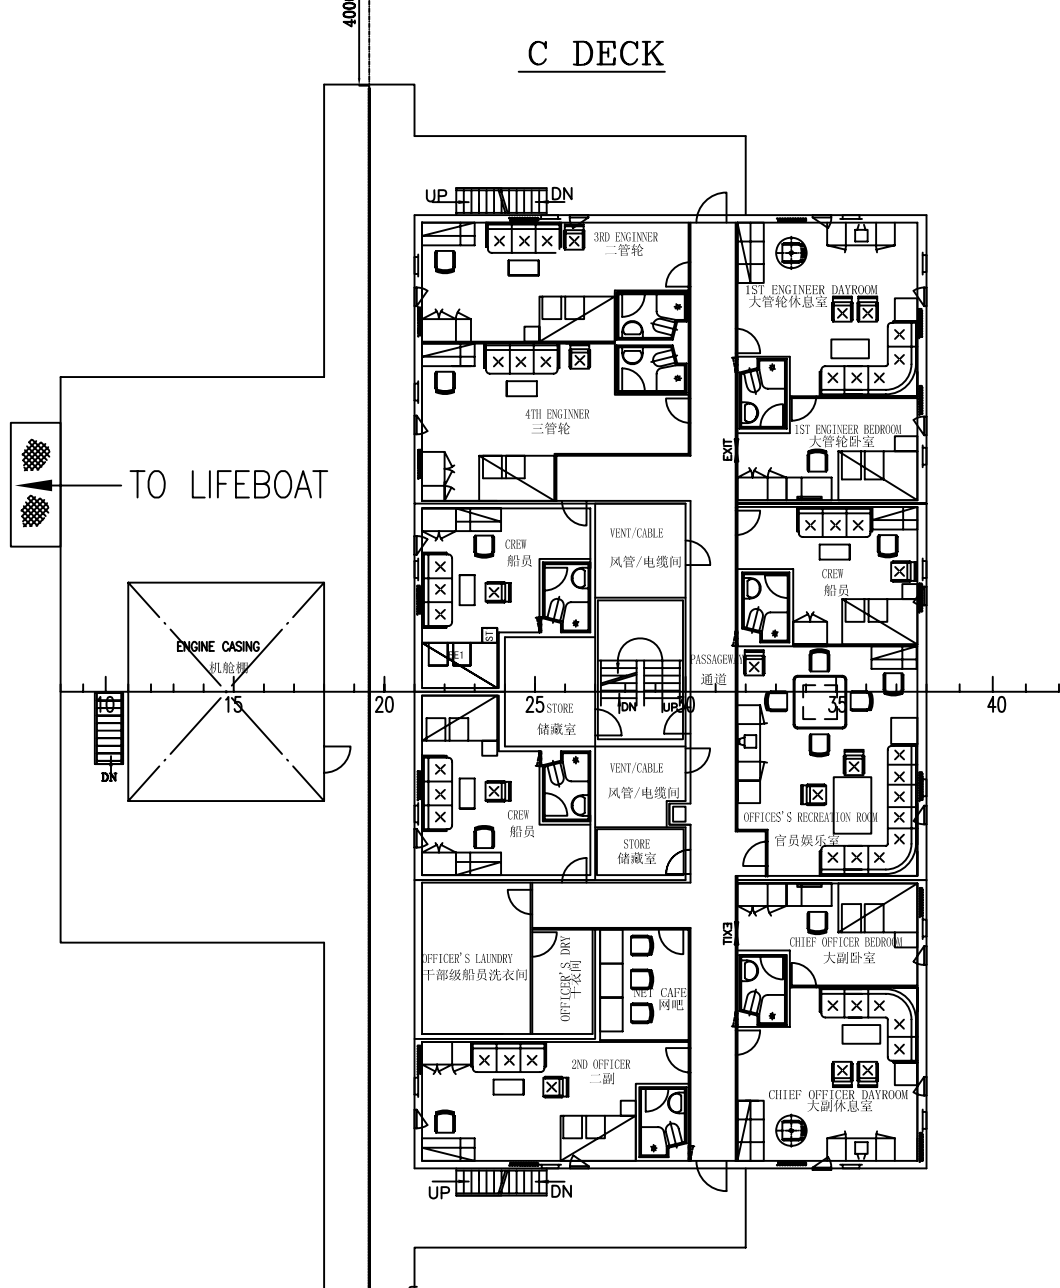 400
C DECK
UP
DN
3RD ENGINNER
二管轮
1ST ENGINEER DAYROOM
大管轮休息室
4TH ENGINNER
三管轮
1ST ENGINEER BEDROOM
大管轮卧室
EXIT
TO LIFEBOAT
VENT/CABLE
风管/电缆间
CREW
船员
CREW
船员
ST
ENGINE CASING
机舱棚
PASSAGEWAY
通道
10
15
20
25
30
35
40
STORE
储藏室
DN
UP
DN
VENT/CABLE
风管/电缆间
CREW
船员
OFFICES'S RECREATION ROOM
官员娱乐室
STORE
储藏室
EXIT
CHIEF OFFICER BEDROOM
大副卧室
OFFICER'S LAUNDRY
干部级船员洗衣间
OFFICER'S DRY
干衣间
NET CAFE
网吧
2ND OFFICER
二副
CHIEF OFFICER DAYROOM
大副休息室
UP
DN